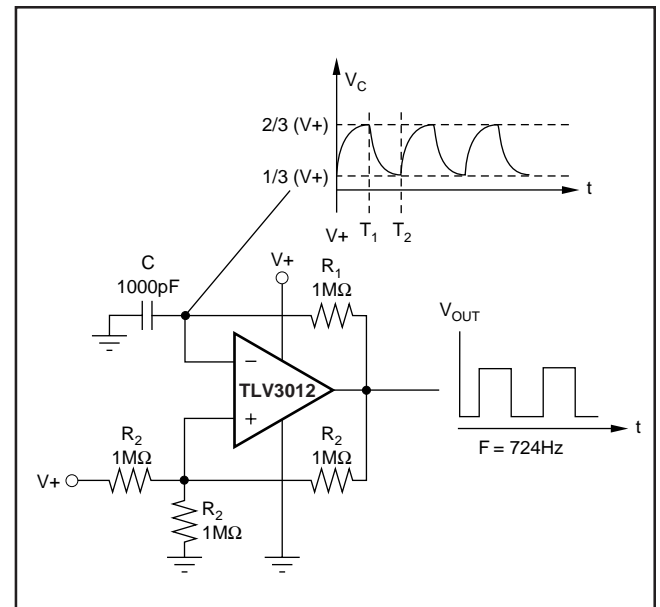 V_C
2/3 (V+)
1/3 (V+)
t
V+ T_1 T_2
C
1000pF
V+
R_1
1MΩ
V_OUT
−
TLV3012
+
t
F = 724Hz
R_2
1MΩ
R_2
1MΩ
V+
R_2
1MΩ